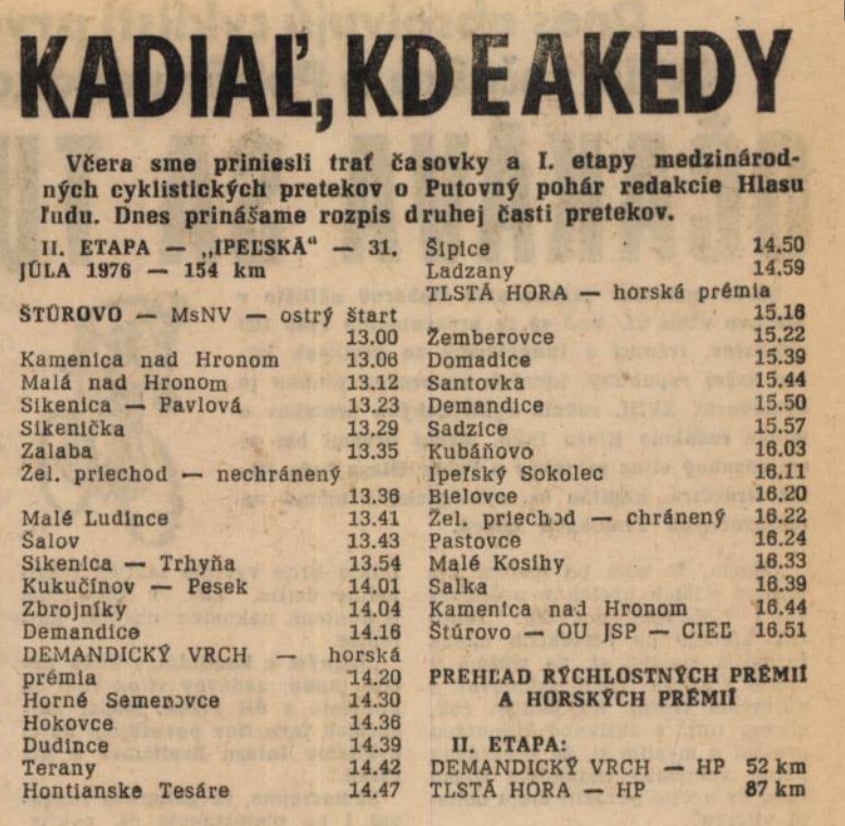 KADIAĽ, KDE A KEDY
Včera sme priniesli trať časovky a I. etapy medzinárod-
ných cyklistických pretekov o Putovný pohár redakcie Hlasu
ľudu. Dnes prinášame rozpis druhej časti pretekov.
II. ETAPA — „IPEĽSKÁ“ — 31.
JÚLA 1976 — 154 km
ŠTÚROVO — MsNV — ostrý štart
13.00
Kamenica nad Hronom 13.06
Malá nad Hronom 13.12
Sikenica — Pavlová 13.23
Sikenička 13.29
Zalaba 13.35
Žel. priechod — nechránený
13.36
Malé Ludince 13.41
Šalov 13.43
Sikenica — Trhyňa 13.54
Kukučínov — Pesek 14.01
Zbrojníky 14.04
Demandice 14.16
DEMANDICKÝ VRCH — horská
prémia 14.20
Horné Semerovce 14.30
Hokovce 14.36
Dudince 14.39
Terany 14.42
Hontianske Tesáre 14.47
Šipice 14.50
Ladzany 14.59
TLSTÁ HORA — horská prémia
15.16
Žemberovce 15.22
Domadice 15.39
Santovka 15.44
Demandice 15.50
Sadzice 15.57
Kubáňovo 16.03
Ipeľský Sokolec 16.11
Bielovce 16.20
Žel. priechod — chránený 16.22
Pastovce 16.24
Malé Kosihy 16.33
Salka 16.39
Kamenica nad Hronom 16.44
Štúrovo — OU JSP — CIEĽ 16.51
PREHĽAD RÝCHLOSTNÝCH PRÉMIÍ
A HORSKÝCH PRÉMIÍ
II. ETAPA:
DEMANDICKÝ VRCH — HP 52 km
TLSTÁ HORA — HP 87 km